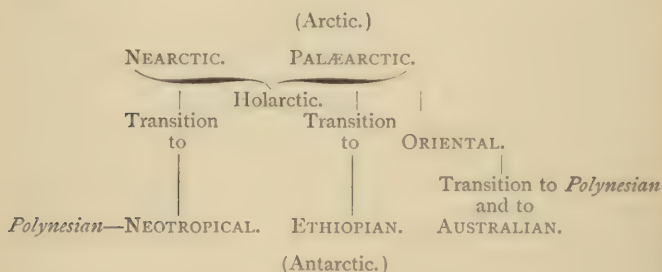 (Arctic.)
NEARCTIC. PALÆARCTIC.
Holarctic.
Transition Transition
to to ORIENTAL.
Transition to Polynesian
and to
Polynesian—NEOTROPICAL. ETHIOPIAN. AUSTRALIAN.
(Antarctic.)